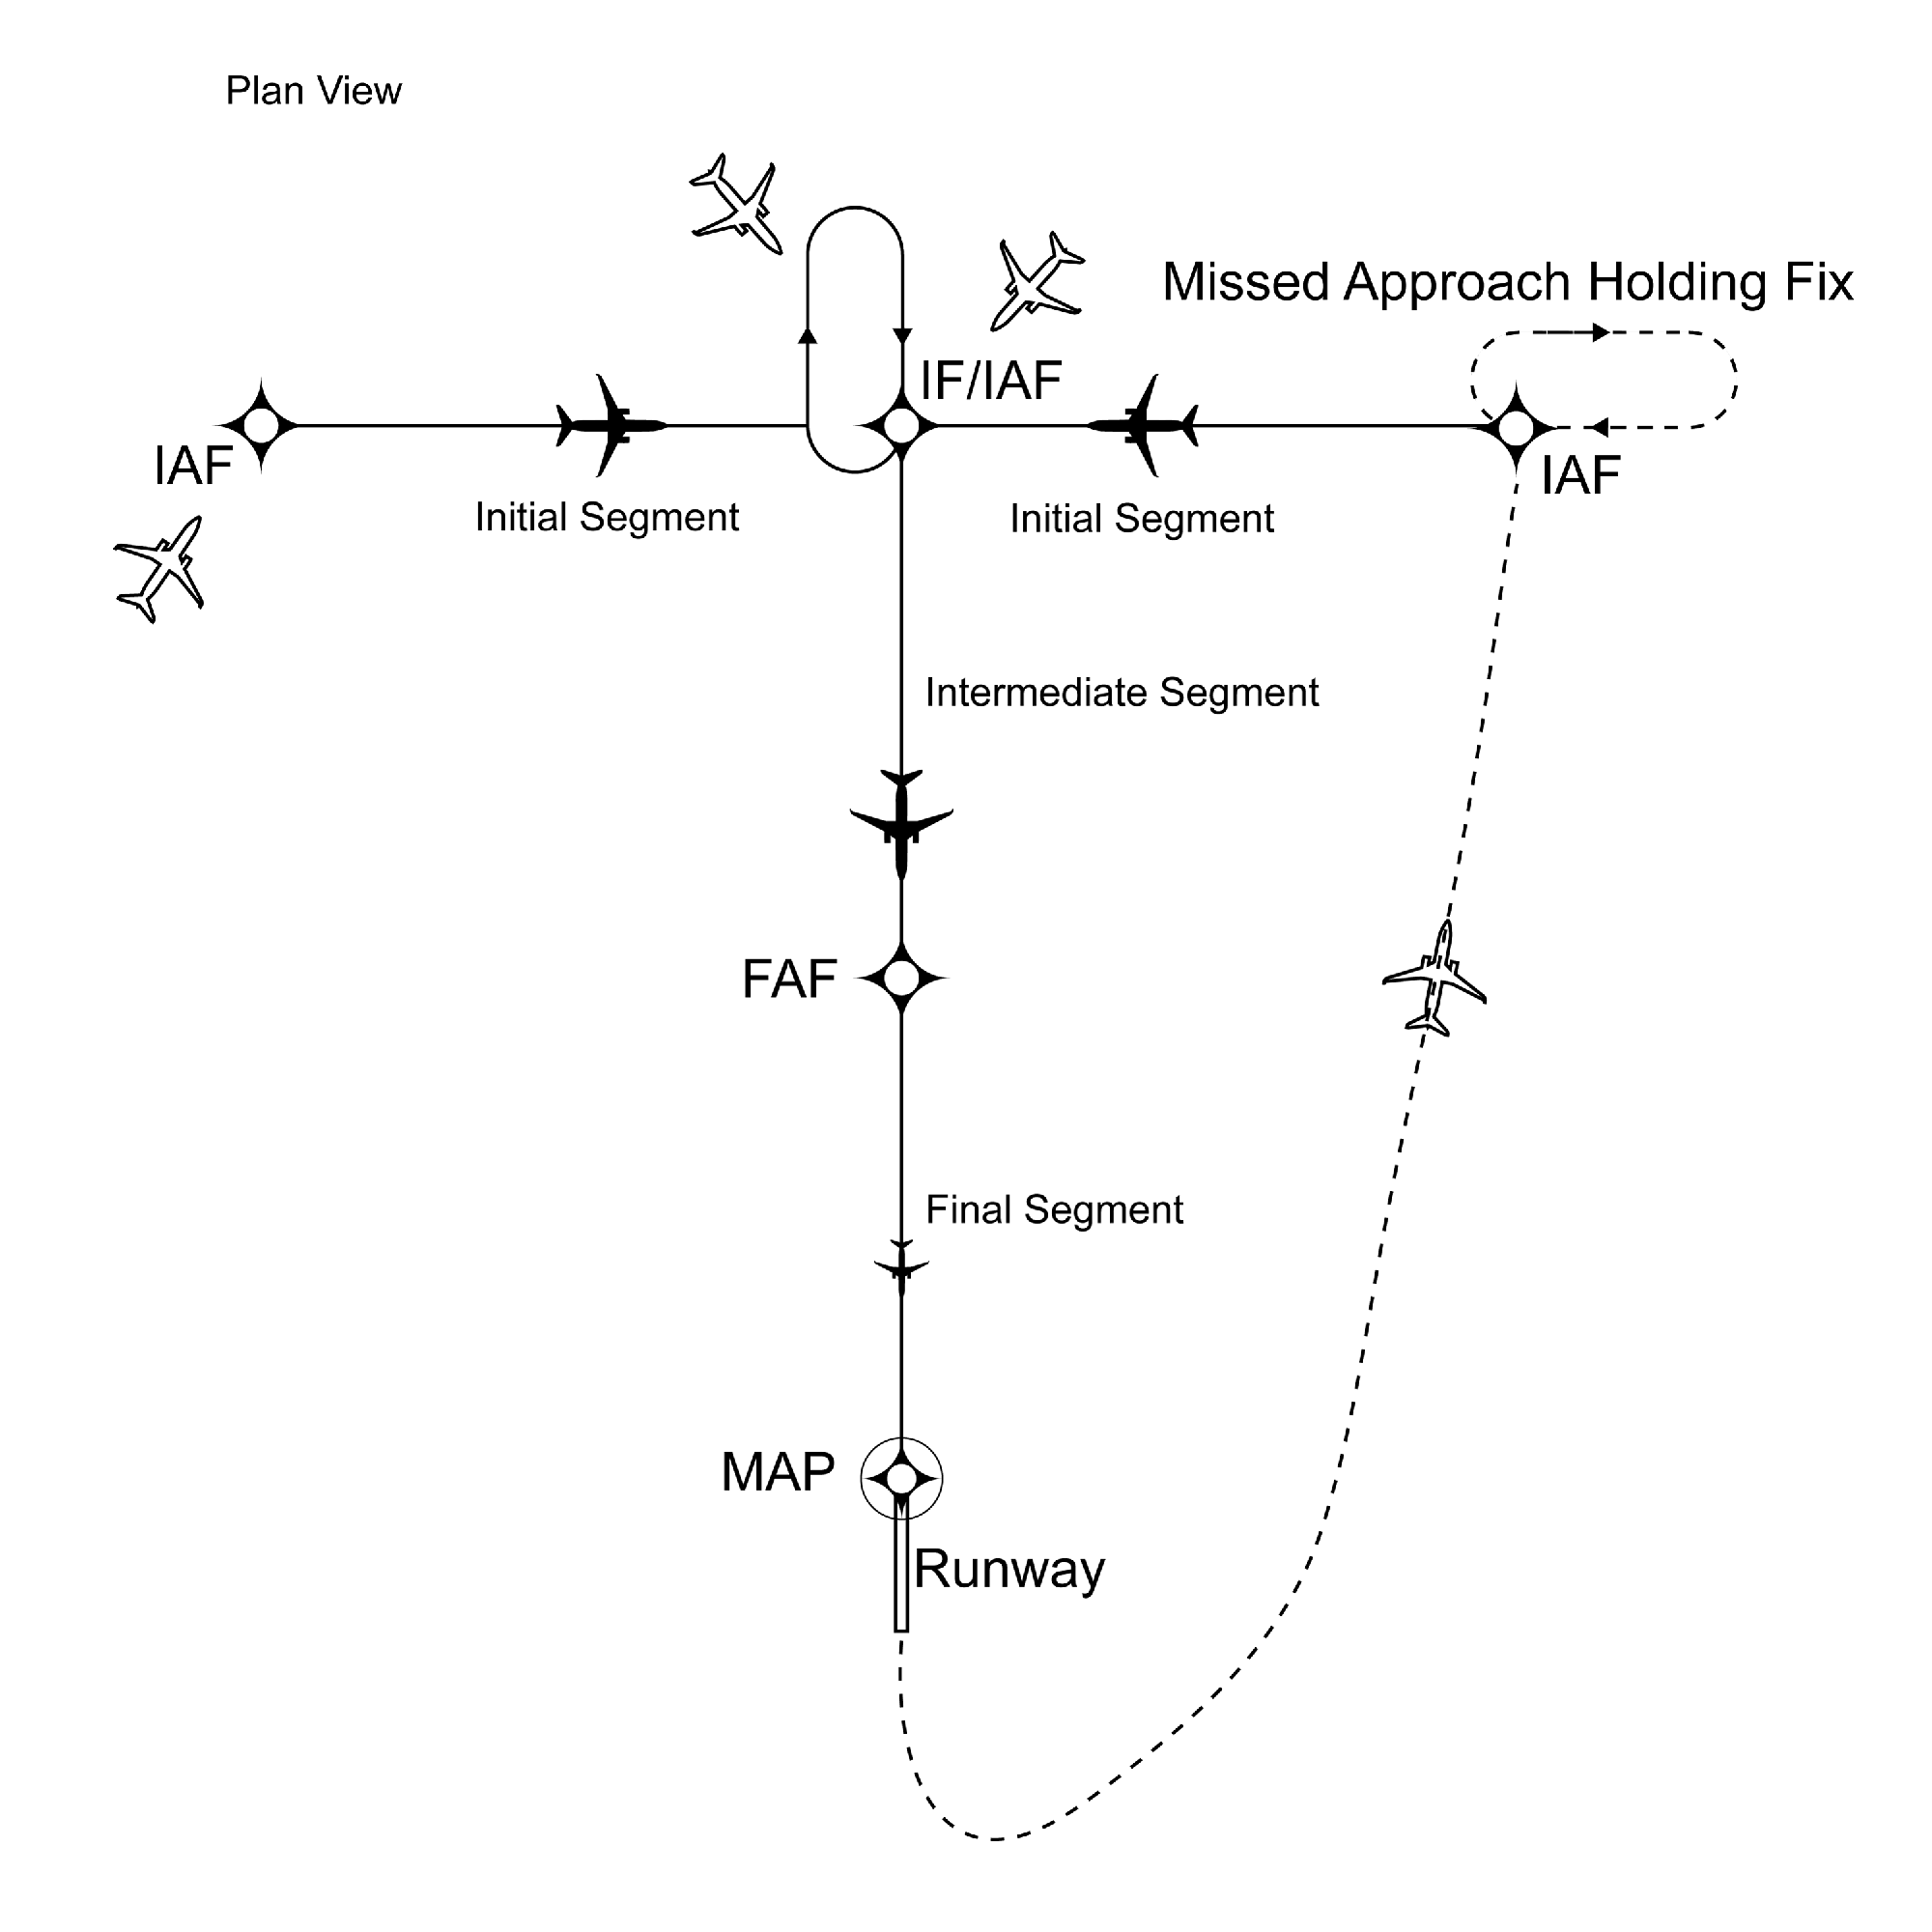 Plan View
Missed Approach Holding Fix
IF/IAF
IAF
IAF
Initial Segment
Initial Segment
Intermediate Segment
FAF
Final Segment
MAP
Runway